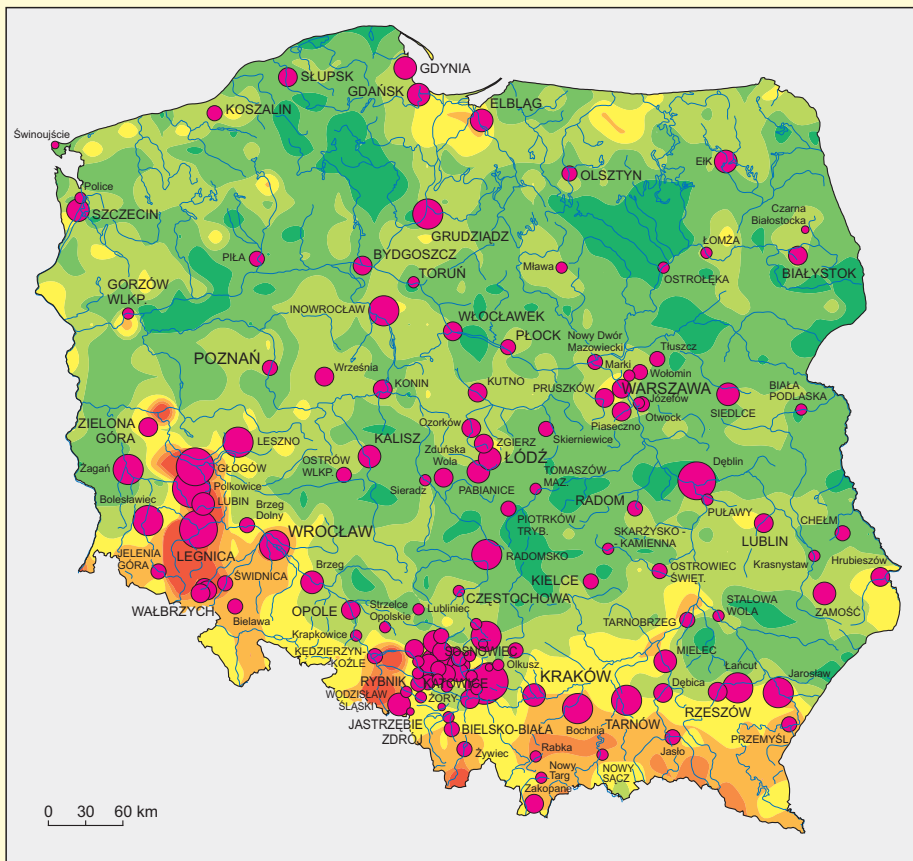 GDYNIA
SŁUPSK
GDAŃSK
KOSZALIN
ELBLĄG
Świnoujście
Police
SZCZECIN
OLSZTYN
EŁK
GRUDZIĄDZ
Czarna
Białostocka
ŁOMŻA
BIAŁYSTOK
PIŁA
BYDGOSZCZ
TORUŃ
Mława
OSTROŁĘKA
GORZÓW
WLKP.
INOWROCŁAW
WŁOCŁAWEK
PŁOCK
Nowy Dwór
Mazowiecki
Tłuszcz
Marki
Wołomin
POZNAŃ
Września
KONIN
KUTNO
PRUSZKÓW
WARSZAWA
Józefów
Otwock
Piaseczno
SIEDLCE
BIAŁA
PODLASKA
ZIELONA
GÓRA
LESZNO
KALISZ
Ozorków
ZGIERZ
Skierniewice
Żagań
GŁOGÓW
OSTRÓW
WLKP.
Zduńska
Wola
ŁÓDŹ
Sieradz
PABIANICE
TOMASZÓW
MAZ.
Dęblin
Polkowice
Bolesławiec
LUBIN
Brzeg
Dolny
PIOTRKÓW
TRYB.
RADOM
PUŁAWY
LUBLIN
CHEŁM
LEGNICA
WROCŁAW
RADOMSKO
SKARŻYSKO
-KAMIENNA
Krasnystaw
Hrubieszów
JELENIA
GÓRA
ŚWIDNICA
Brzeg
KIELCE
OSTROWIEC
ŚWIĘT.
ZAMOŚĆ
WAŁBRZYCH
Bielawa
OPOLE
Strzelce
Opolskie
Lubliniec
CZĘSTOCHOWA
TARNOBRZEG
STALOWA
WOLA
Krapkowice
KĘDZIERZYN-
KOŹLE
SOSNOWIEC
Olkusz
MIELEC
RYBNIK
KATOWICE
KRAKÓW
Dębica
Łańcut
Jarosław
WODZISŁAW
ŚLĄSKI
ŻORY
Bochnia
TARNÓW
RZESZÓW
JASTRZĘBIE
ZDRÓJ
BIELSKO-BIAŁA
PRZEMYŚL
Żywiec
Rabka
NOWY
SĄCZ
Jasło
Nowy
Targ
Zakopane
0 30 60 km